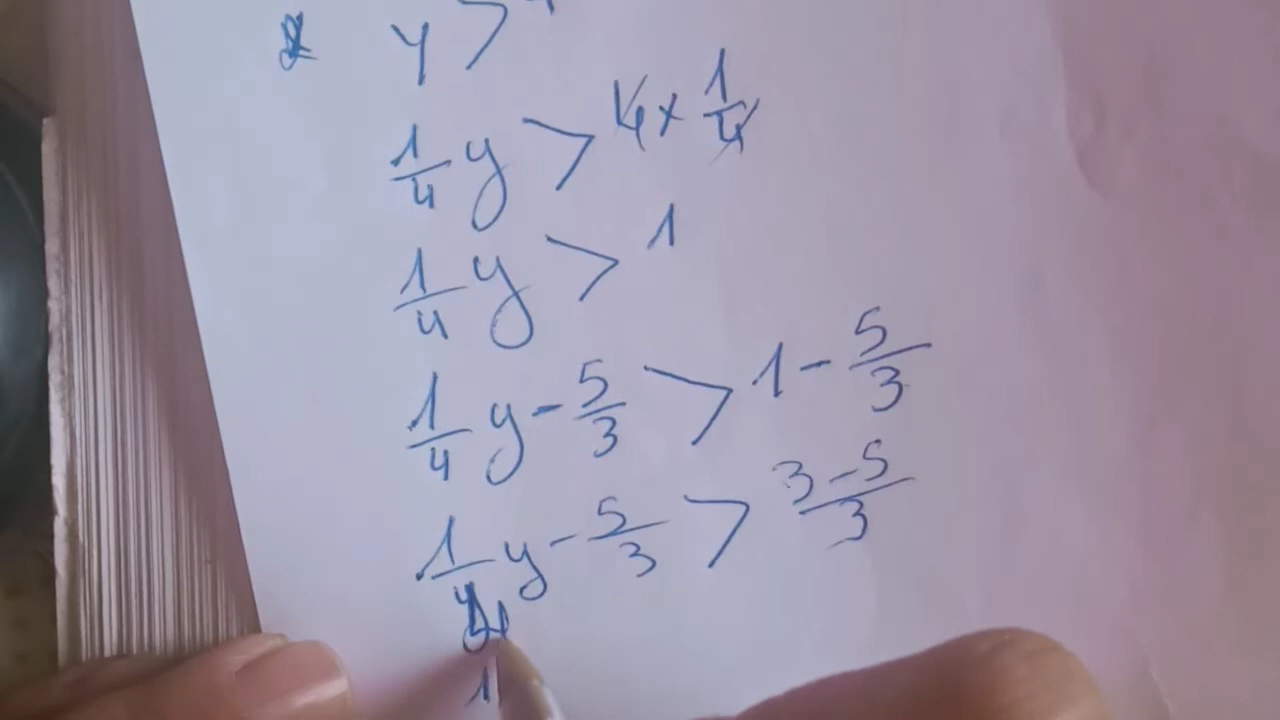 y >
1/4 y > 4 × 1/4
1/4 y > 1
1/4 y - 5/3 > 1 - 5/3
1/4 y - 5/3 > 3-5/3
1